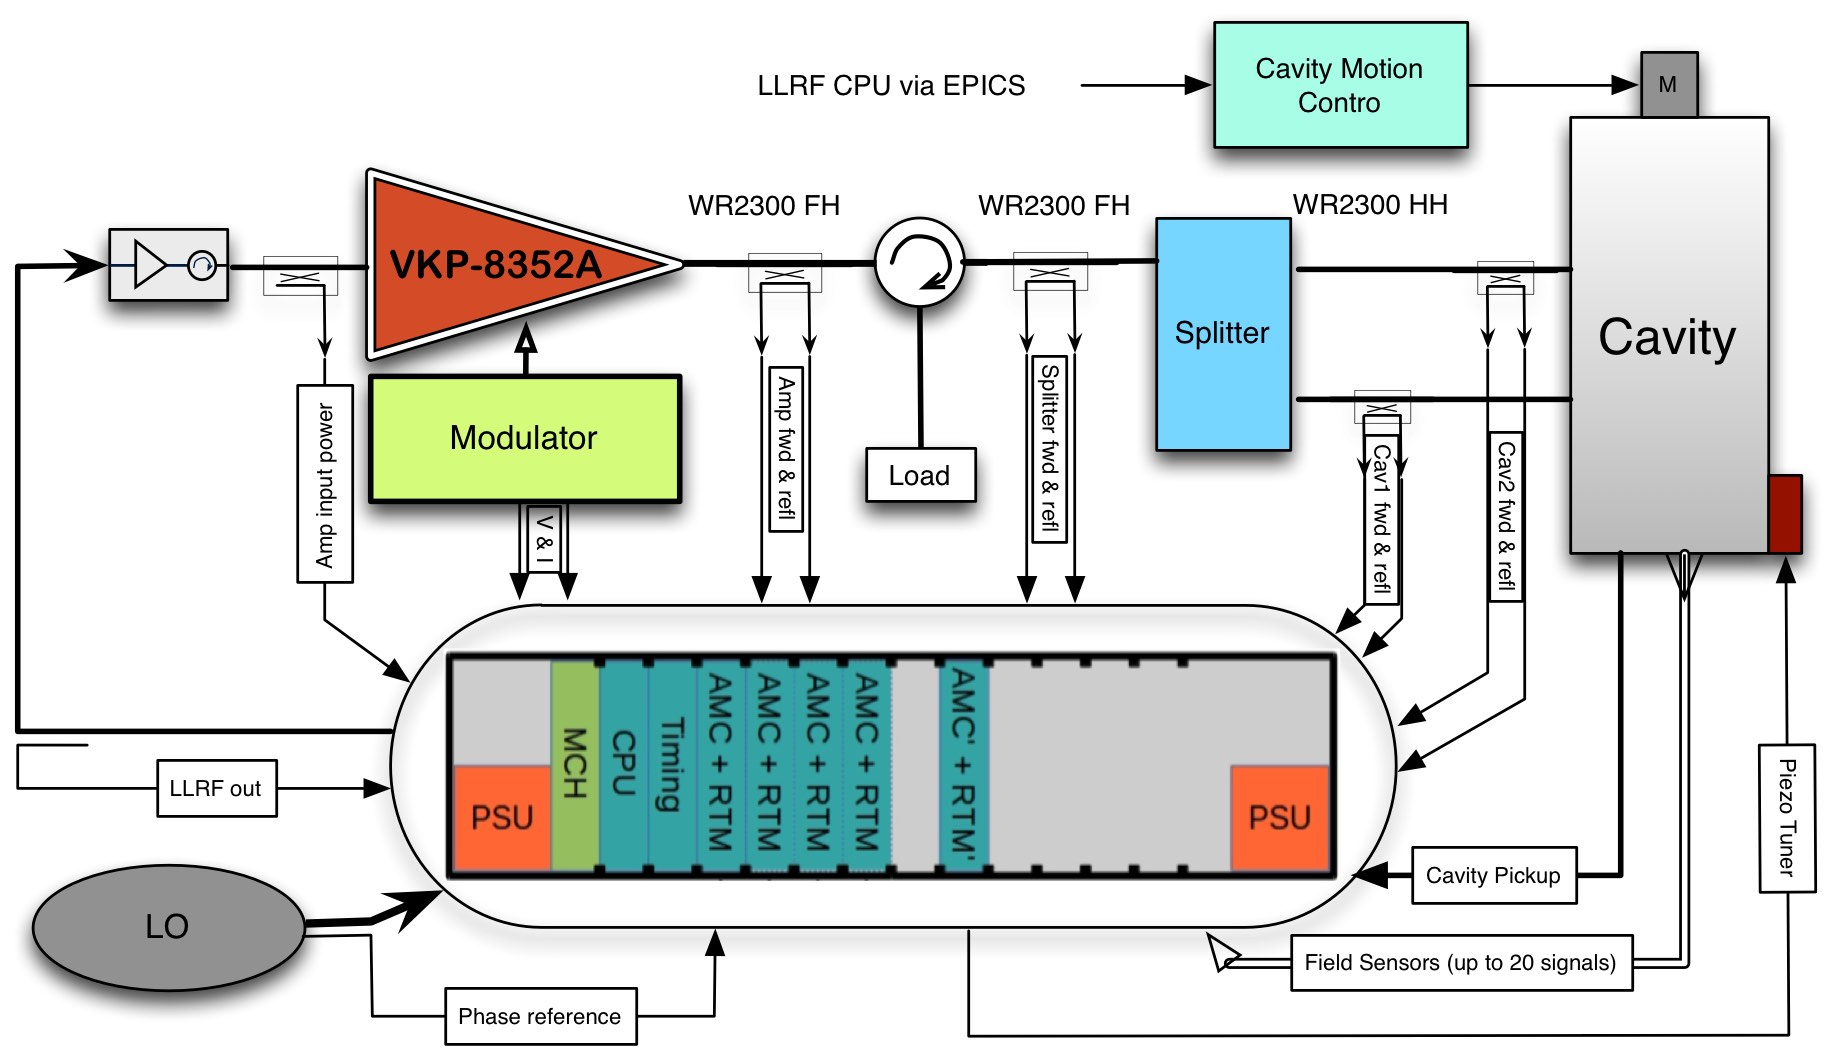 LLRF CPU via EPICS
Cavity Motion
Contro
M
WR2300 FH
WR2300 FH
WR2300 HH
VKP-8352A
Splitter
Cavity
Modulator
Load
Amp input power
V & I
Amp fwd & refl
Splitter fwd & refl
Cav1 fwd & refl
Cav2 fwd & refl
PSU
MCH
CPU
Timing
AMC + RTM
AMC + RTM
AMC + RTM
AMC + RTM
AMC' + RTM'
PSU
LLRF out
Piezo Tuner
Cavity Pickup
LO
Field Sensors (up to 20 signals)
Phase reference